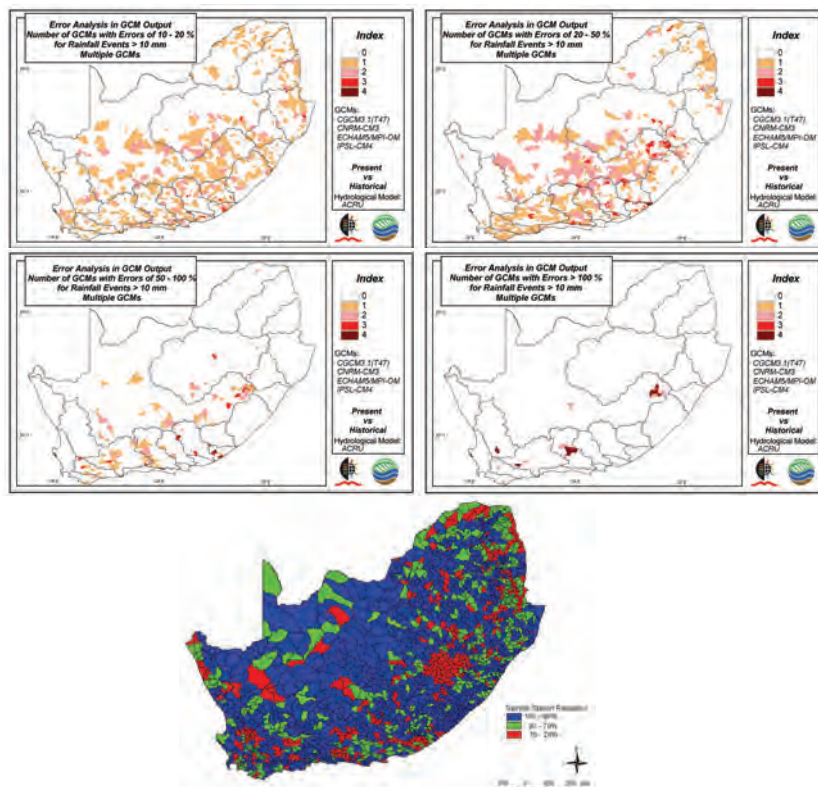 Error Analysis in GCM Output
Number of GCMs with Errors of 10 - 20 %
for Rainfall Events > 10 mm
Multiple GCMs
Index
0
1
2
3
4
GCMs:
CGCM3.1(T47)
CNRM-CM3
ECHAM5/MPI-OM
IPSL-CM4
Present
vs
Historical
Hydrological Model:
ACRU
Error Analysis in GCM Output
Number of GCMs with Errors of 20 - 50 %
for Rainfall Events > 10 mm
Multiple GCMs
Index
0
1
2
3
4
GCMs:
CGCM3.1(T47)
CNRM-CM3
ECHAM5/MPI-OM
IPSL-CM4
Present
vs
Historical
Hydrological Model:
ACRU
Error Analysis in GCM Output
Number of GCMs with Errors of 50 - 100 %
for Rainfall Events > 10 mm
Multiple GCMs
Index
0
1
2
3
4
GCMs:
CGCM3.1(T47)
CNRM-CM3
ECHAM5/MPI-OM
IPSL-CM4
Present
vs
Historical
Hydrological Model:
ACRU
Error Analysis in GCM Output
Number of GCMs with Errors > 100 %
for Rainfall Events > 10 mm
Multiple GCMs
Index
0
1
2
3
4
GCMs:
CGCM3.1(T47)
CNRM-CM3
ECHAM5/MPI-OM
IPSL-CM4
Present
vs
Historical
Hydrological Model:
ACRU